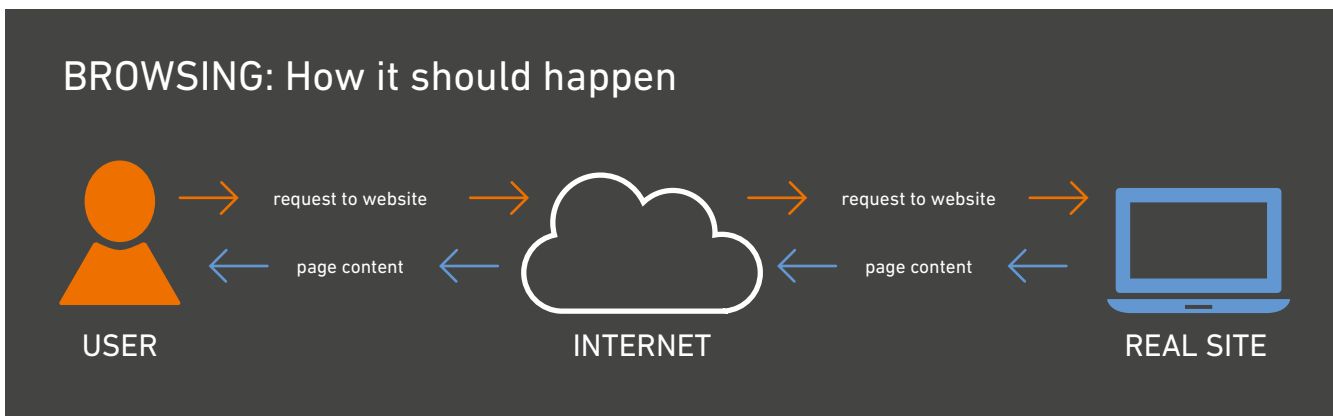 BROWSING: How it should happen
request to website
request to website
page content
page content
USER
INTERNET
REAL SITE